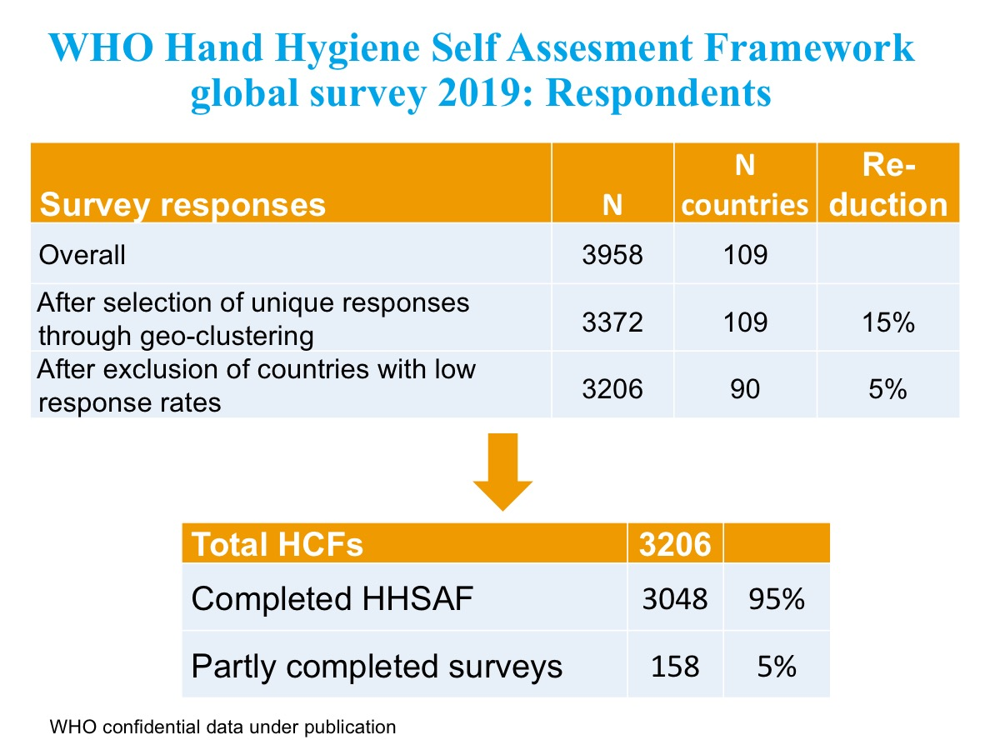 WHO Hand Hygiene Self Assesment Framework
global survey 2019: Respondents
Survey responses N N countries Re-duction
Overall 3958 109
After selection of unique responses
through geo-clustering 3372 109 15%
After exclusion of countries with low
response rates 3206 90 5%
Total HCFs 3206
Completed HHSAF 3048 95%
Partly completed surveys 158 5%
WHO confidential data under publication